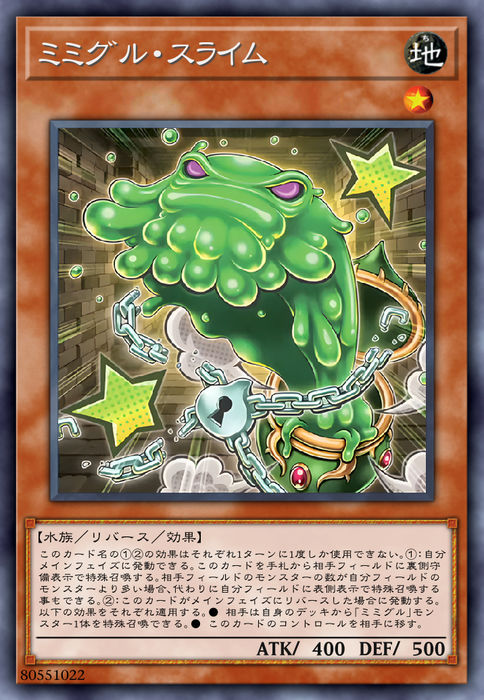 ミミグル・スライム
ち
地
【水族／リバース／効果】
このカード名の①②の効果はそれぞれ1ターンに1度しか使用できない。①：自分
メインフェイズに発動できる。このカードを手札から相手フィールドに裏側守
備表示で特殊召喚する。相手フィールドのモンスターの数が自分フィールドの
モンスターより多い場合、代わりに自分フィールドに表側表示で特殊召喚する
事もできる。②：このカードがメインフェイズにリバースした場合に発動する。
以下の効果をそれぞれ適用する。● 相手は自身のデッキから「ミミグル」モン
スター1体を特殊召喚できる。● このカードのコントロールを相手に移す。
ATK/ 400 DEF/ 500
80551022